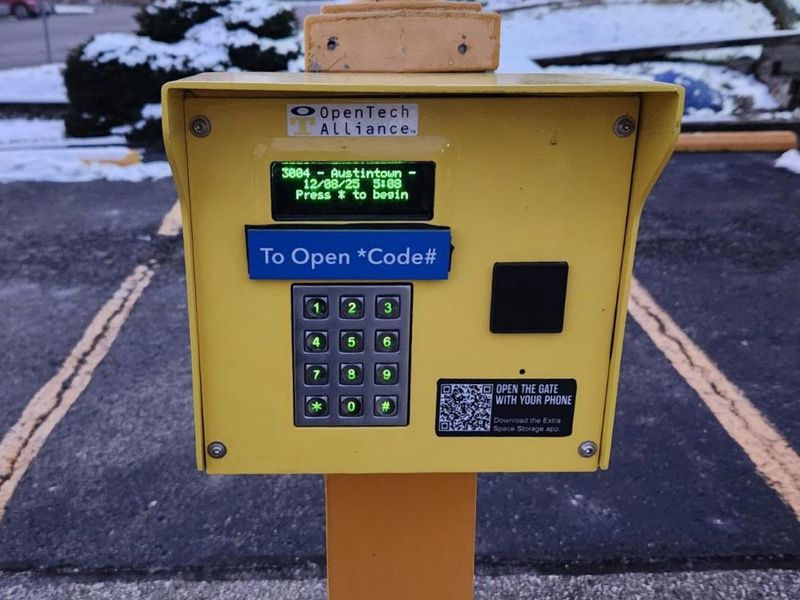 OpenTech
Alliance™
3004 - Austintown -
12/08/25 5:08
Press * to begin
To Open *Code#
1 2 3
4 5 6
7 8 9
* 0 #
OPEN THE GATE
WITH YOUR PHONE
Download the Extra
Space Storage app.